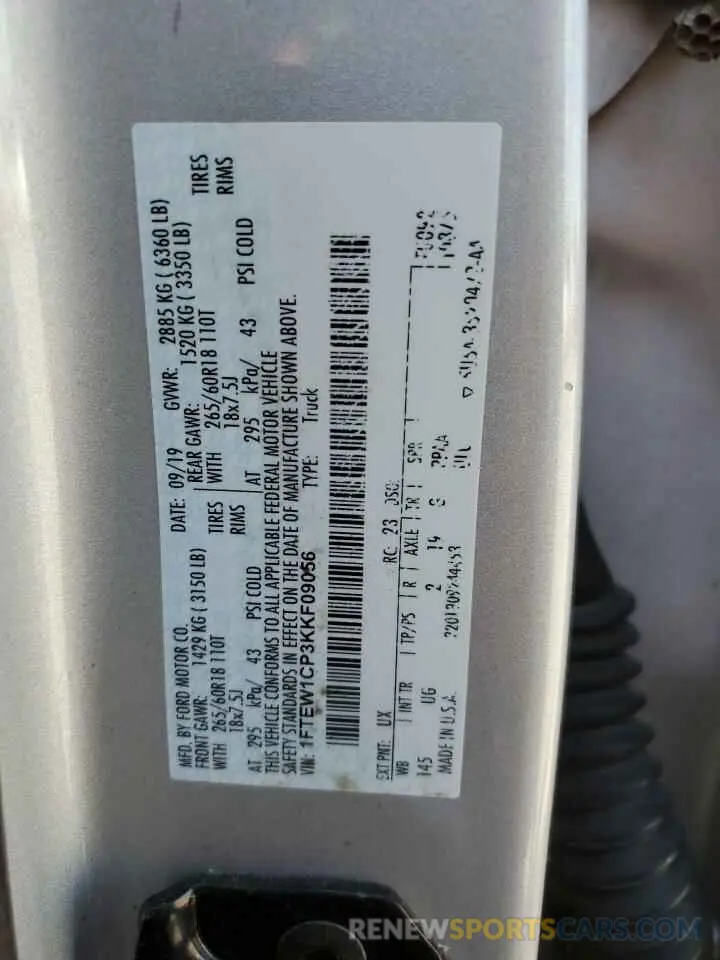 MFD. BY FORD MOTOR CO.
DATE: 09/19 GVWR: 2885 KG ( 6360 LB)
FRONT GAWR: 1429 KG ( 3150 LB) REAR GAWR: 1520 KG ( 3350 LB)
WITH 265/60R18 110T TIRES WITH 265/60R18 110T TIRES
18x7.5J RIMS 18x7.5J RIMS
AT 295 kPa/ 43 PSI COLD AT 295 kPa/ 43 PSI COLD
THIS VEHICLE CONFORMS TO ALL APPLICABLE FEDERAL MOTOR VEHICLE
SAFETY STANDARDS IN EFFECT ON THE DATE OF MANUFACTURE SHOWN ABOVE.
VIN: 1FTEW1CP3KKF09056 TYPE: Truck
EXT PNT: UX RC: 23 DSO:
WB INT TR TP/PS R AXLE TR SPR
145 UG 2 14 G
MADE IN U.S.A.
RENEWSPORTSCARS.COM